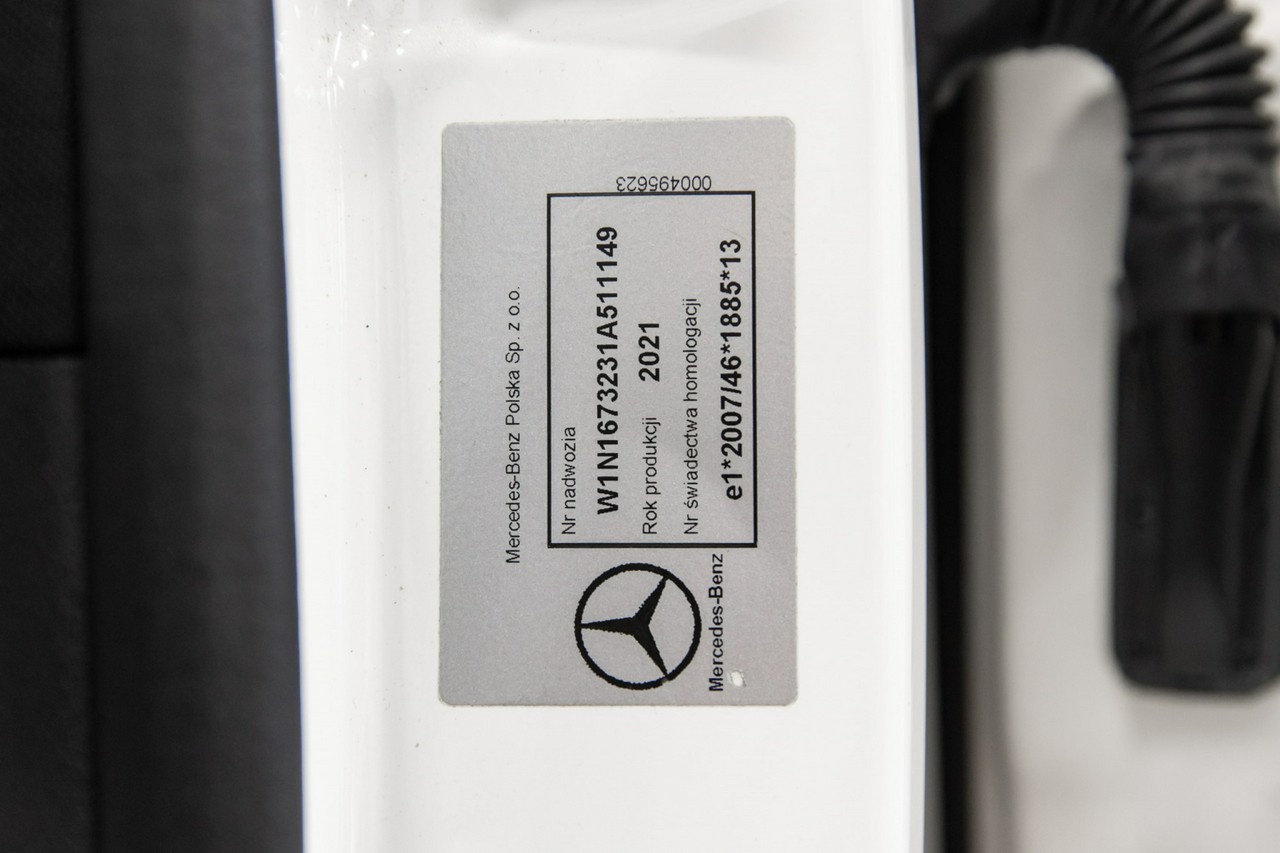 Mercedes-Benz Polska Sp. z o.o.
Nr nadwozia
W1N1673231A511149
Rok produkcji 2021
Nr świadectwa homologacji
e1*2007/46*1885*13
000495623
Mercedes-Benz